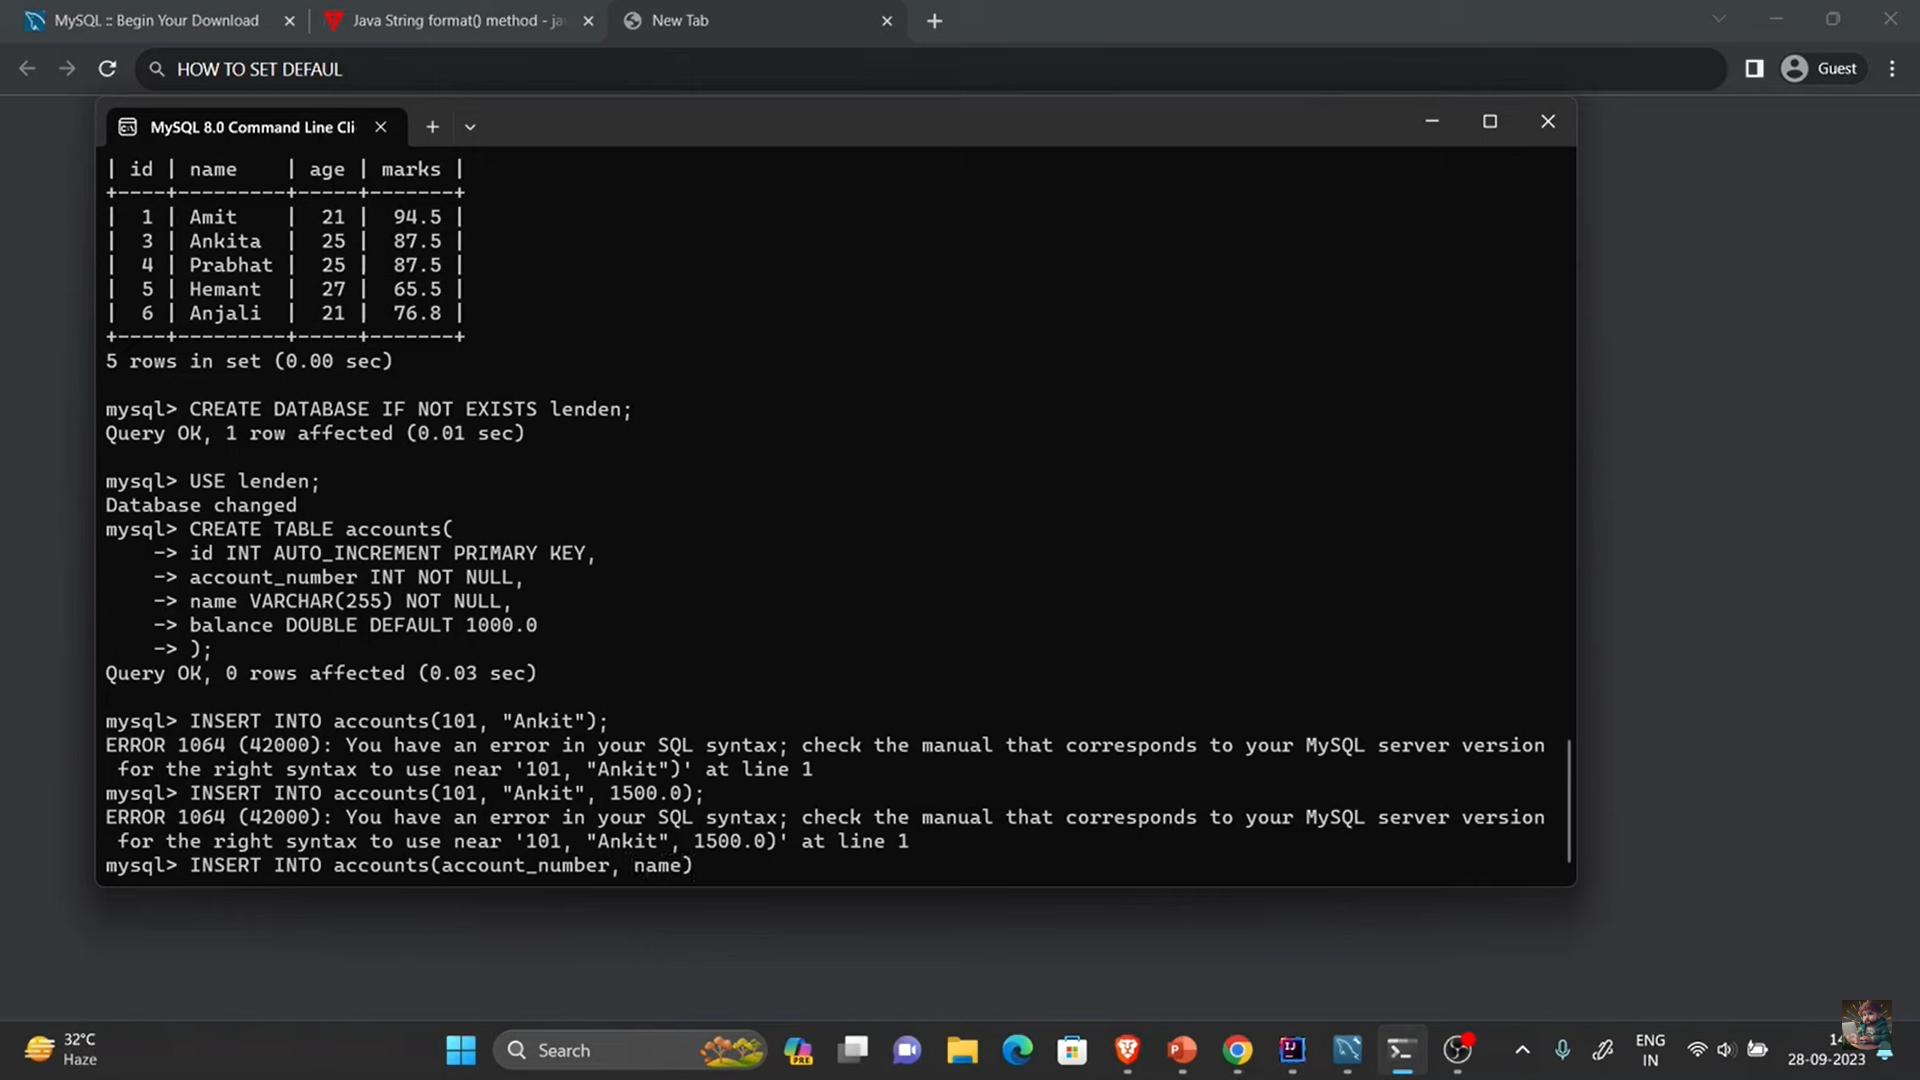 MySQL :: Begin Your Download
Java String format() method - ja
New Tab
HOW TO SET DEFAUL
Guest
MySQL 8.0 Command Line Cli
| id | name    | age | marks |
+----+---------+-----+-------+
|  1 | Amit    |  21 |  94.5 |
|  3 | Ankita  |  25 |  87.5 |
|  4 | Prabhat |  25 |  87.5 |
|  5 | Hemant  |  27 |  65.5 |
|  6 | Anjali  |  21 |  76.8 |
+----+---------+-----+-------+
5 rows in set (0.00 sec)
mysql> CREATE DATABASE IF NOT EXISTS lenden;
Query OK, 1 row affected (0.01 sec)
mysql> USE lenden;
Database changed
mysql> CREATE TABLE accounts(
    -> id INT AUTO_INCREMENT PRIMARY KEY,
    -> account_number INT NOT NULL,
    -> name VARCHAR(255) NOT NULL,
    -> balance DOUBLE DEFAULT 1000.0
    -> );
Query OK, 0 rows affected (0.03 sec)
mysql> INSERT INTO accounts(101, "Ankit");
ERROR 1064 (42000): You have an error in your SQL syntax; check the manual that corresponds to your MySQL server version
for the right syntax to use near '101, "Ankit")' at line 1
mysql> INSERT INTO accounts(101, "Ankit", 1500.0);
ERROR 1064 (42000): You have an error in your SQL syntax; check the manual that corresponds to your MySQL server version
for the right syntax to use near '101, "Ankit", 1500.0)' at line 1
mysql> INSERT INTO accounts(account_number, name)
32°C
Haze
Search
PRE
ENG
IN
28-09-2023